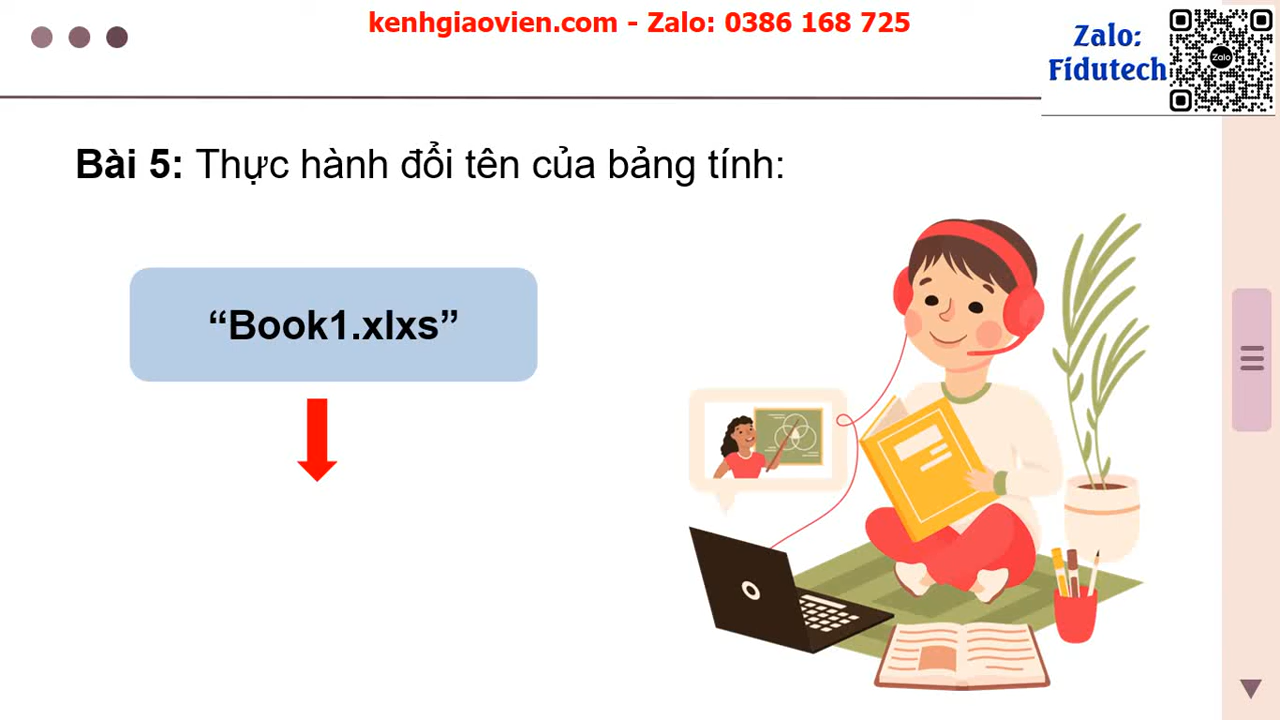 kenhgiaovien.com - Zalo: 0386 168 725
Zalo:
Fidutech
Zalo
Bài 5: Thực hành đổi tên của bảng tính:
“Book1.xlxs”